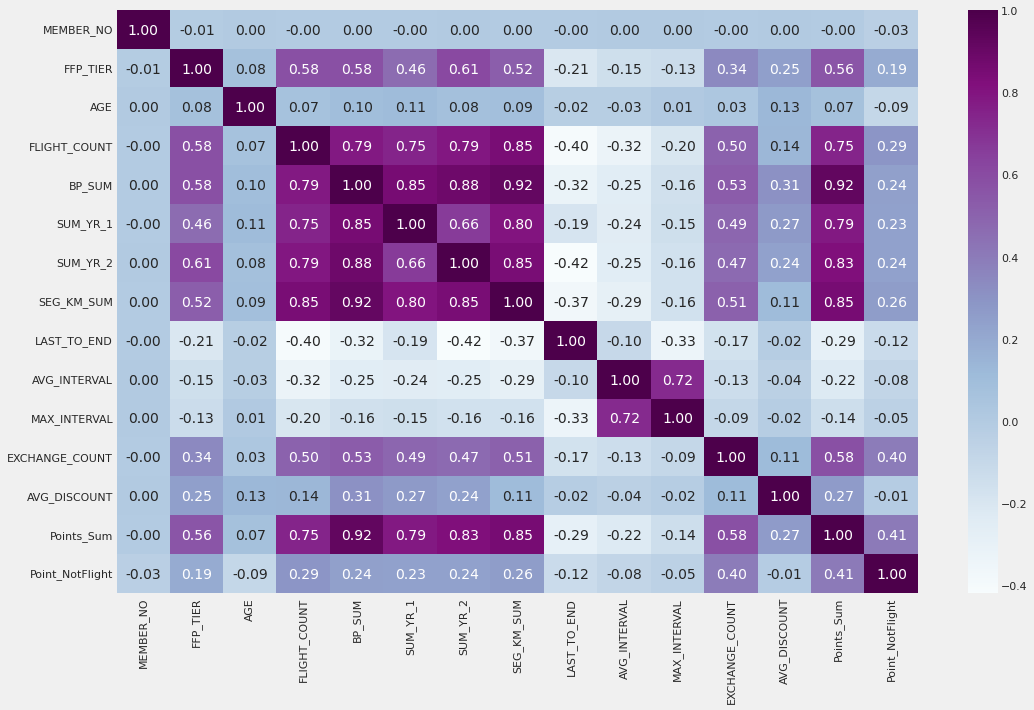 MEMBER_NO 1.00 -0.01 0.00 -0.00 0.00 -0.00 0.00 0.00 -0.00 0.00 0.00 -0.00 0.00 -0.00 -0.03
FFP_TIER -0.01 1.00 0.08 0.58 0.58 0.46 0.61 0.52 -0.21 -0.15 -0.13 0.34 0.25 0.56 0.19
AGE 0.00 0.08 1.00 0.07 0.10 0.11 0.08 0.09 -0.02 -0.03 0.01 0.03 0.13 0.07 -0.09
FLIGHT_COUNT -0.00 0.58 0.07 1.00 0.79 0.75 0.79 0.85 -0.40 -0.32 -0.20 0.50 0.14 0.75 0.29
BP_SUM 0.00 0.58 0.10 0.79 1.00 0.85 0.88 0.92 -0.32 -0.25 -0.16 0.53 0.31 0.92 0.24
SUM_YR_1 -0.00 0.46 0.11 0.75 0.85 1.00 0.66 0.80 -0.19 -0.24 -0.15 0.49 0.27 0.79 0.23
SUM_YR_2 0.00 0.61 0.08 0.79 0.88 0.66 1.00 0.85 -0.42 -0.25 -0.16 0.47 0.24 0.83 0.24
SEG_KM_SUM 0.00 0.52 0.09 0.85 0.92 0.80 0.85 1.00 -0.37 -0.29 -0.16 0.51 0.11 0.85 0.26
LAST_TO_END -0.00 -0.21 -0.02 -0.40 -0.32 -0.19 -0.42 -0.37 1.00 -0.10 -0.33 -0.17 -0.02 -0.29 -0.12
AVG_INTERVAL 0.00 -0.15 -0.03 -0.32 -0.25 -0.24 -0.25 -0.29 -0.10 1.00 0.72 -0.13 -0.04 -0.22 -0.08
MAX_INTERVAL 0.00 -0.13 0.01 -0.20 -0.16 -0.15 -0.16 -0.16 -0.33 0.72 1.00 -0.09 -0.02 -0.14 -0.05
EXCHANGE_COUNT -0.00 0.34 0.03 0.50 0.53 0.49 0.47 0.51 -0.17 -0.13 -0.09 1.00 0.11 0.58 0.40
AVG_DISCOUNT 0.00 0.25 0.13 0.14 0.31 0.27 0.24 0.11 -0.02 -0.04 -0.02 0.11 1.00 0.27 -0.01
Points_Sum -0.00 0.56 0.07 0.75 0.92 0.79 0.83 0.85 -0.29 -0.22 -0.14 0.58 0.27 1.00 0.41
Point_NotFlight -0.03 0.19 -0.09 0.29 0.24 0.23 0.24 0.26 -0.12 -0.08 -0.05 0.40 -0.01 0.41 1.00
MEMBER_NO
FFP_TIER
AGE
FLIGHT_COUNT
BP_SUM
SUM_YR_1
SUM_YR_2
SEG_KM_SUM
LAST_TO_END
AVG_INTERVAL
MAX_INTERVAL
EXCHANGE_COUNT
AVG_DISCOUNT
Points_Sum
Point_NotFlight
1.0
0.8
0.6
0.4
0.2
0.0
−0.2
−0.4